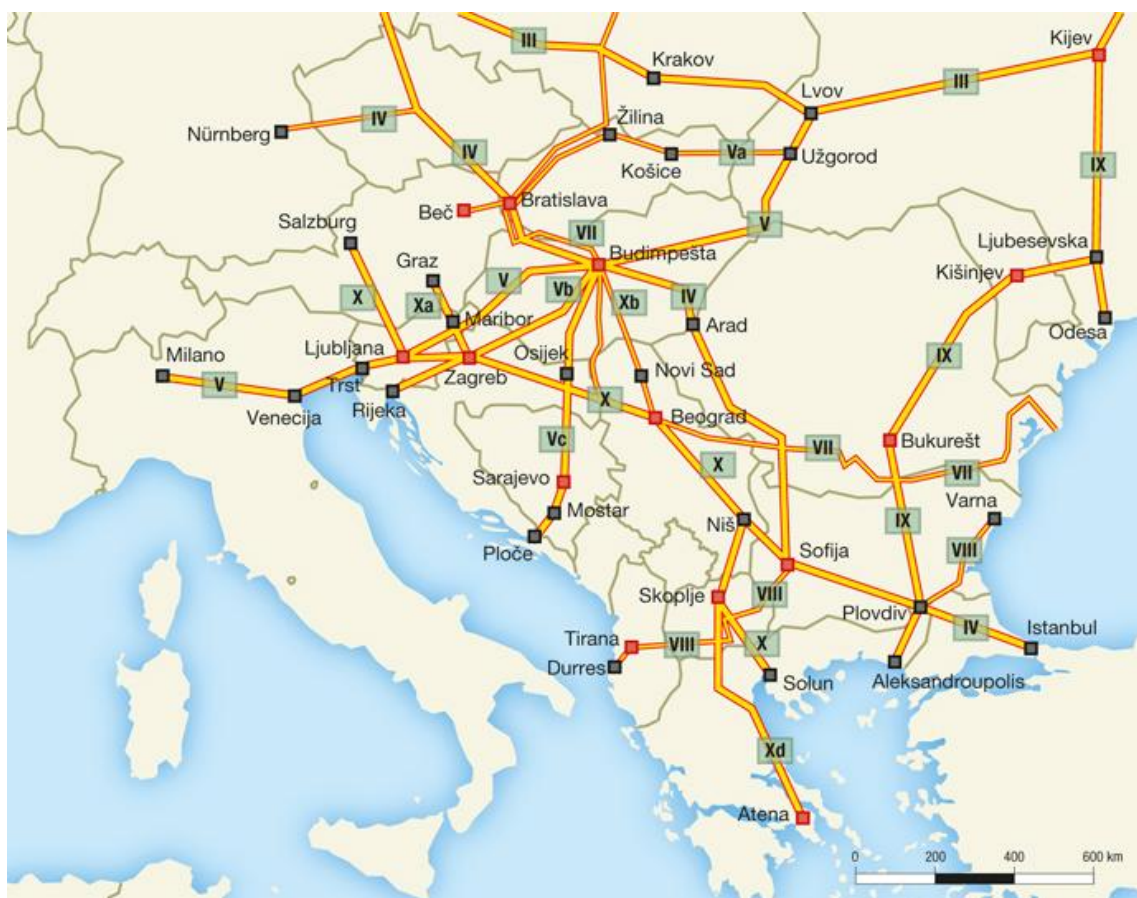 III
Kijev
Krakov
III
Lvov
IV
Nürnberg
Žilina
IV
Va
Užgorod
Košice
IX
Beč
Bratislava
Salzburg
VII
V
Ljubesevska
Budimpešta
Graz
V
Vb
Xb
Kišinjev
X
Xa
IV
Maribor
Arad
Odesa
Milano
Ljubljana
Osijek
IX
V
Trst
Zagreb
Novi Sad
Venecija
Rijeka
X
Beograd
Vc
VII
Bukurešt
X
VII
Sarajevo
Varna
Mostar
Niš
IX
Ploče
Sofija
VIII
Skoplje
VIII
Plovdiv
Tirana
VIII
X
IV
Istanbul
Durres
Solun
Aleksandroupolis
Xd
Atena
0 200 400 600 km